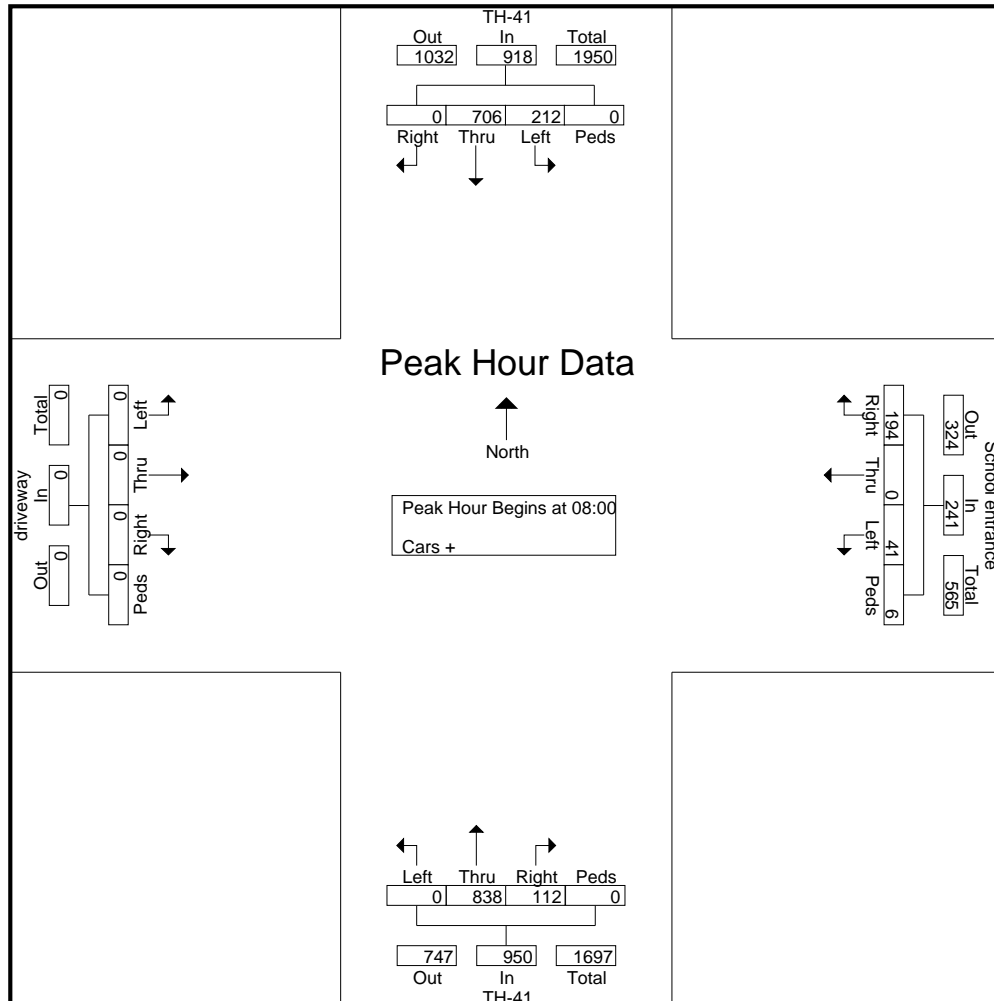 TH-41
Out In Total
1032 918 1950
0 706 212 0
Right Thru Left Peds
Peak Hour Data
North
Peak Hour Begins at 08:00
Cars +
driveway
Total In Out
0 0 0
0 0 0 0
Left Thru Right Peds
School entrance
Out In Total
324 241 565
194 0 41 6
Right Thru Left Peds
Left Thru Right Peds
0 838 112 0
747 950 1697
Out In Total
TH-41